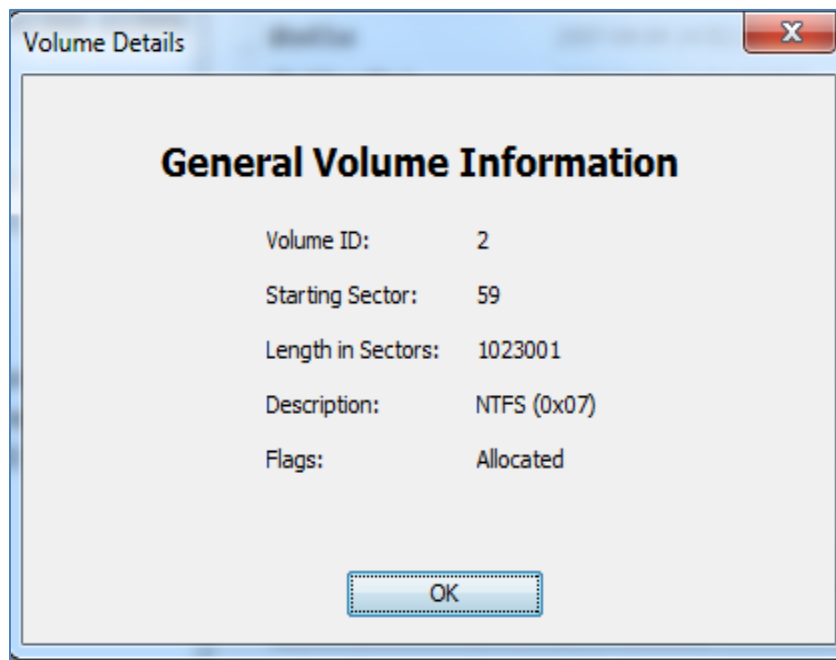 Volume Details
General Volume Information
Volume ID: 2
Starting Sector: 59
Length in Sectors: 1023001
Description: NTFS (0x07)
Flags: Allocated
OK